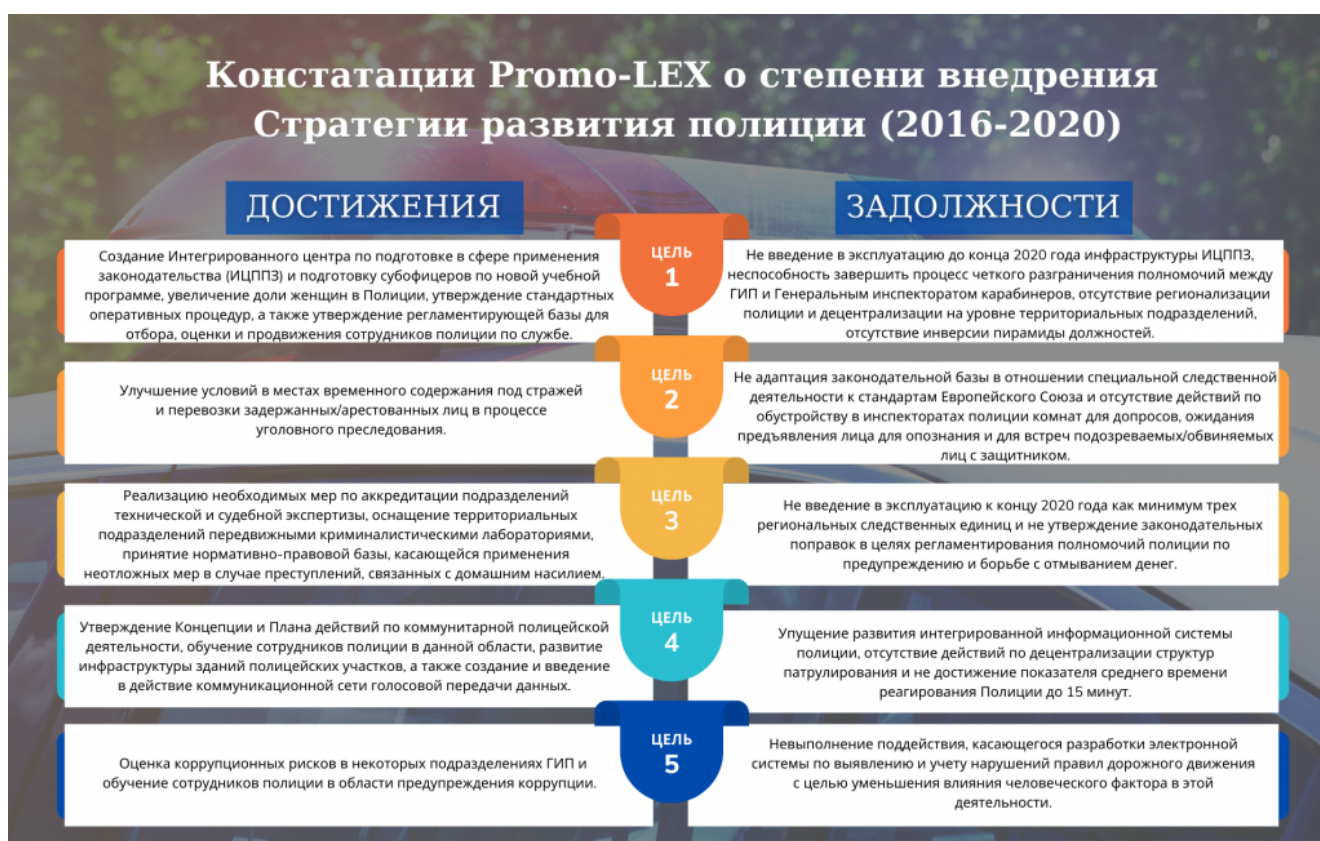 Констатации Promo-LEX о степени внедрения
Стратегии развития полиции (2016-2020)
ДОСТИЖЕНИЯ
ЗАДОЛЖНОСТИ
ЦЕЛЬ
1
Создание Интегрированного центра по подготовке в сфере применения
законодательства (ИЦППЗ) и подготовку субофицеров по новой учебной
программе, увеличение доли женщин в Полиции, утверждение стандартных
оперативных процедур, а также утверждение регламентирующей базы для
отбора, оценки и продвижения сотрудников полиции по службе.
Не введение в эксплуатацию до конца 2020 года инфраструктуры ИЦППЗ,
неспособность завершить процесс четкого разграничения полномочий между
ГИП и Генеральным инспекторатом карабинеров, отсутствие регионализации
полиции и децентрализации на уровне территориальных подразделений,
отсутствие инверсии пирамиды должностей.
ЦЕЛЬ
2
Улучшение условий в местах временного содержания под стражей
и перевозки задержанных/арестованных лиц в процессе
уголовного преследования.
Не адаптация законодательной базы в отношении специальной следственной
деятельности к стандартам Европейского Союза и отсутствие действий по
обустройству в инспекторатах полиции комнат для допросов, ожидания
предъявления лица для опознания и для встреч подозреваемых/обвиняемых
лиц с защитником.
ЦЕЛЬ
3
Реализацию необходимых мер по аккредитации подразделений
технической и судебной экспертизы, оснащение территориальных
подразделений передвижными криминалистическими лабораториями,
принятие нормативно-правовой базы, касающейся применения
неотложных мер в случае преступлений, связанных с домашним насилием.
Не введение в эксплуатацию к концу 2020 года как минимум трех
региональных следственных единиц и не утверждение законодательных
поправок в целях регламентирования полномочий полиции по
предупреждению и борьбе с отмыванием денег.
ЦЕЛЬ
4
Утверждение Концепции и Плана действий по коммунитарной полицейской
деятельности, обучение сотрудников полиции в данной области, развитие
инфраструктуры зданий полицейских участков, а также создание и введение
в действие коммуникационной сети голосовой передачи данных.
Упущение развития интегрированной информационной системы
полиции, отсутствие действий по децентрализации структур
патрулирования и не достижение показателя среднего времени
реагирования Полиции до 15 минут.
ЦЕЛЬ
5
Оценка коррупционных рисков в некоторых подразделениях ГИП и
обучение сотрудников полиции в области предупреждения коррупции.
Невыполнение поддействия, касающегося разработки электронной
системы по выявлению и учету нарушений правил дорожного движения
с целью уменьшения влияния человеческого фактора в этой
деятельности.